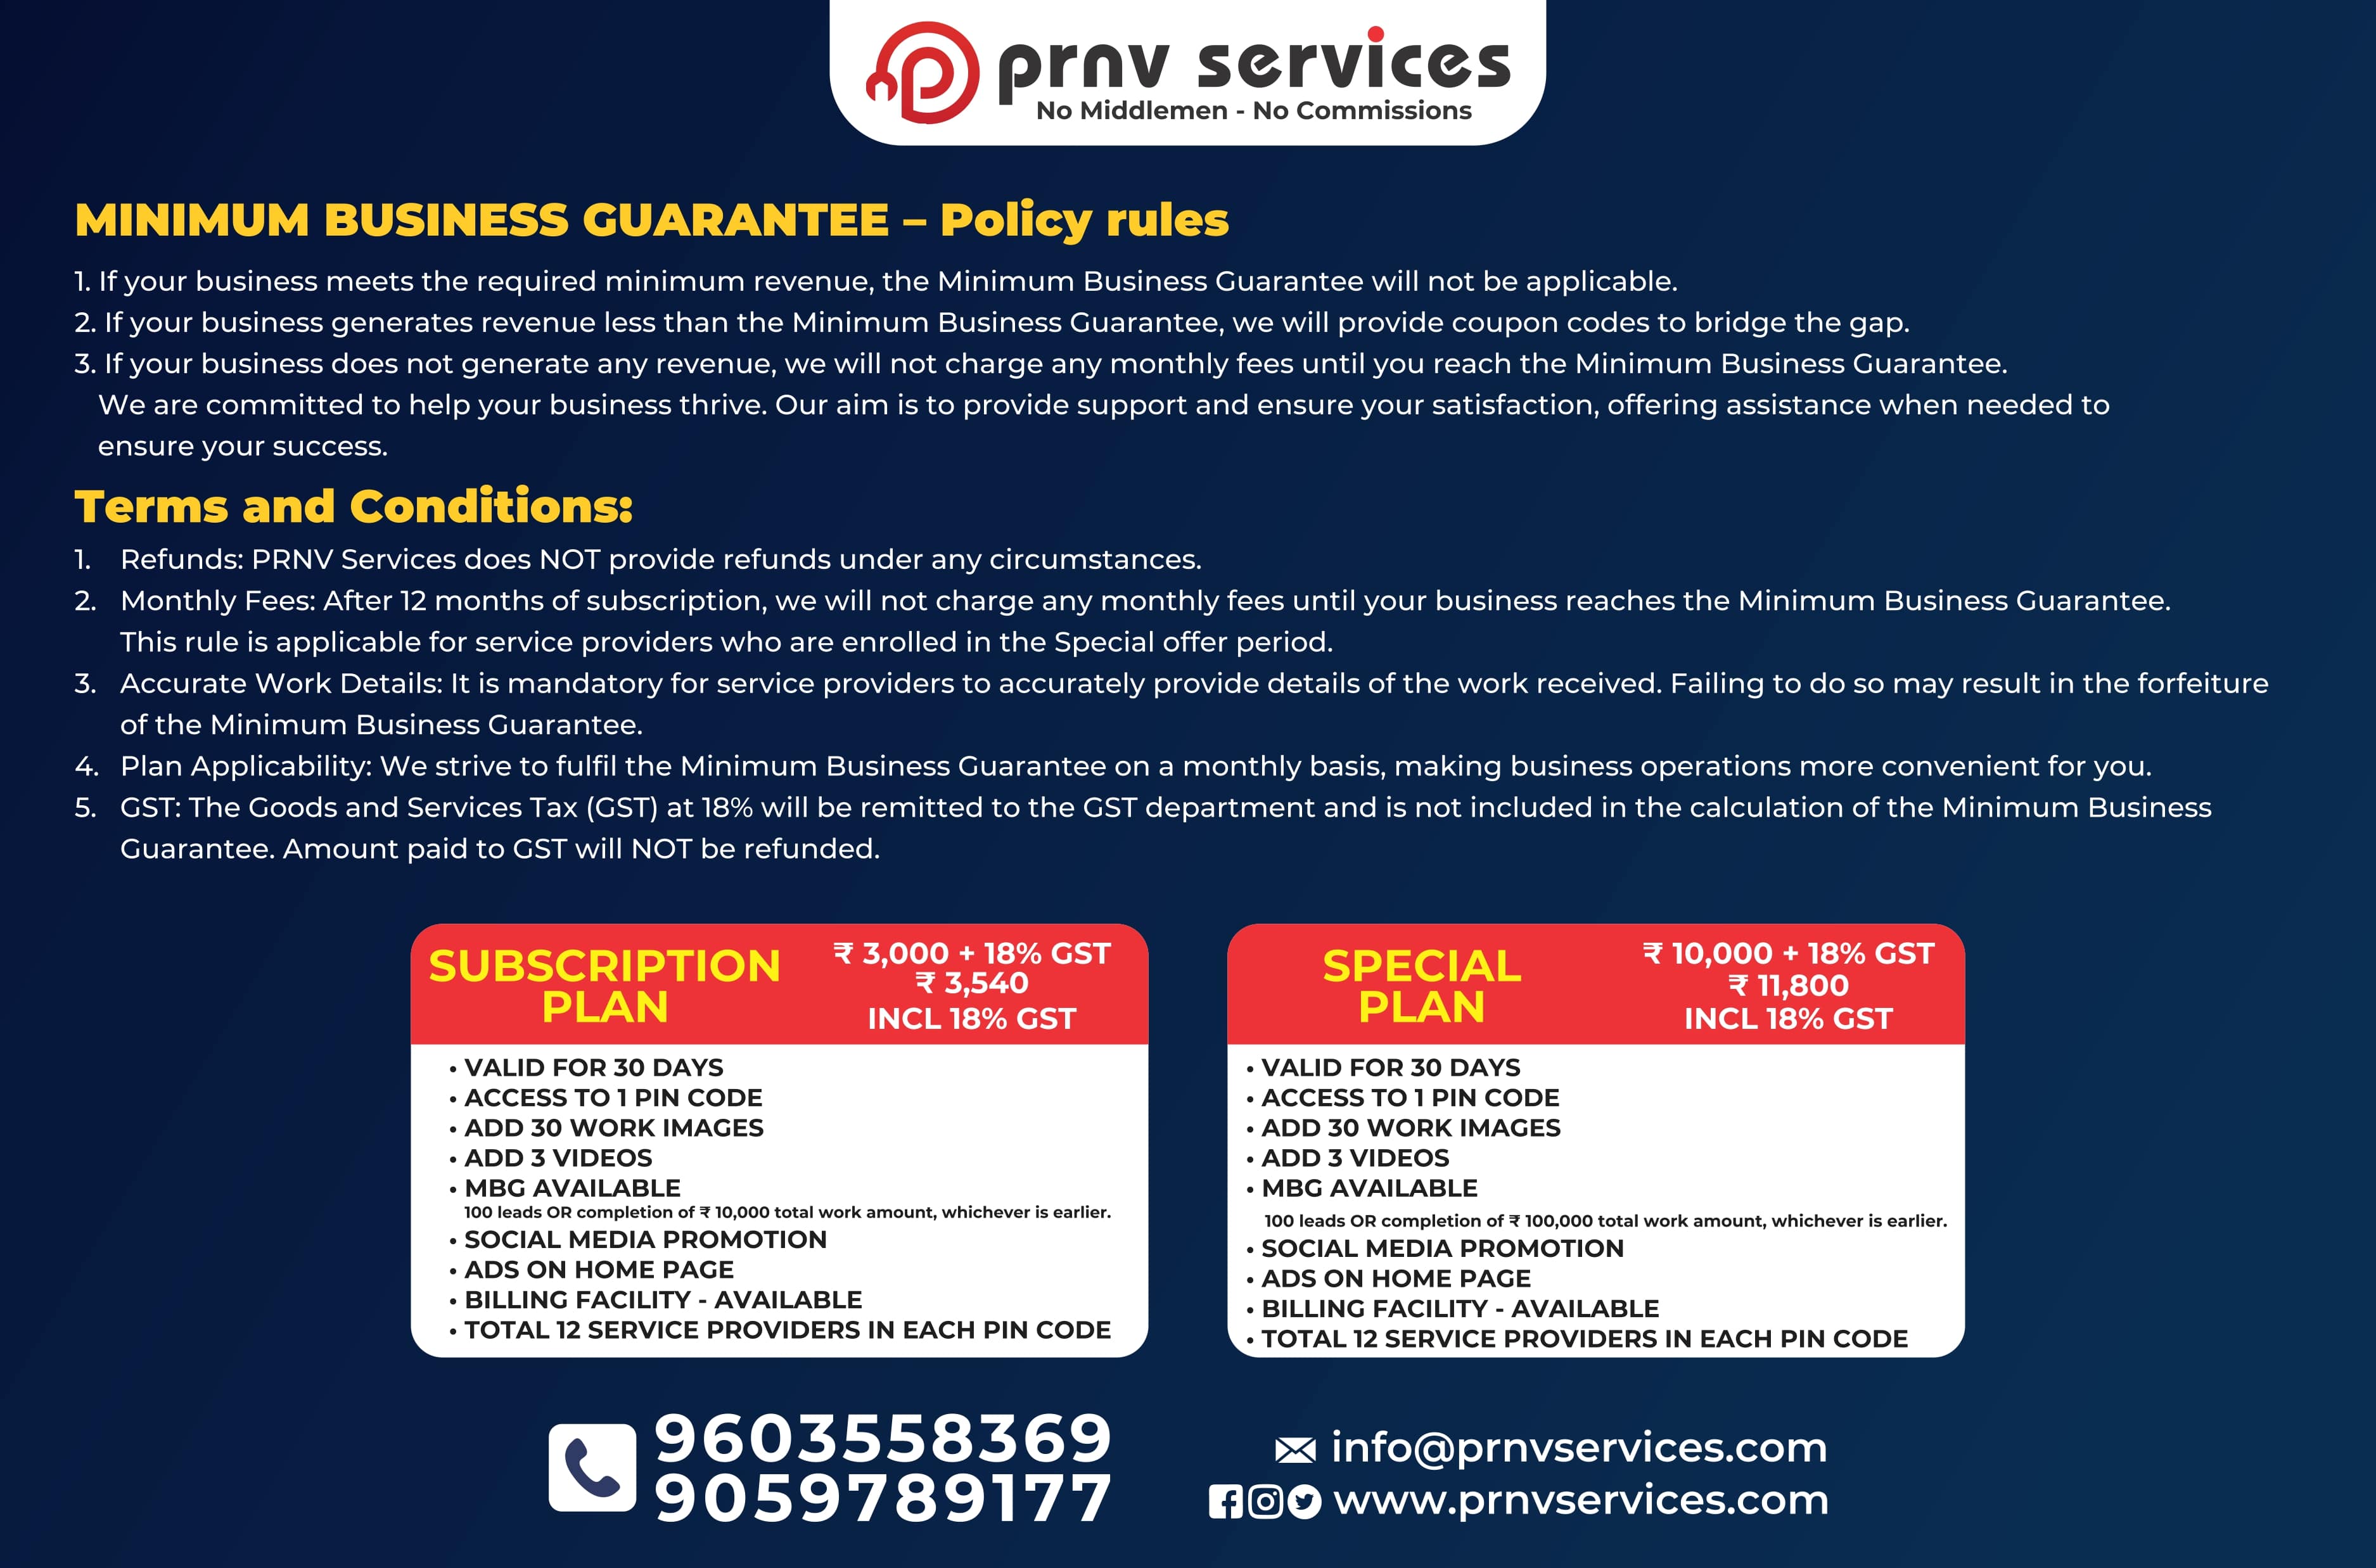 prnv services
No Middlemen - No Commissions
MINIMUM BUSINESS GUARANTEE – Policy rules
1. If your business meets the required minimum revenue, the Minimum Business Guarantee will not be applicable.
2. If your business generates revenue less than the Minimum Business Guarantee, we will provide coupon codes to bridge the gap.
3. If your business does not generate any revenue, we will not charge any monthly fees until you reach the Minimum Business Guarantee.
We are committed to help your business thrive. Our aim is to provide support and ensure your satisfaction, offering assistance when needed to
ensure your success.
Terms and Conditions:
1. Refunds: PRNV Services does NOT provide refunds under any circumstances.
2. Monthly Fees: After 12 months of subscription, we will not charge any monthly fees until your business reaches the Minimum Business Guarantee.
This rule is applicable for service providers who are enrolled in the Special offer period.
3. Accurate Work Details: It is mandatory for service providers to accurately provide details of the work received. Failing to do so may result in the forfeiture
of the Minimum Business Guarantee.
4. Plan Applicability: We strive to fulfil the Minimum Business Guarantee on a monthly basis, making business operations more convenient for you.
5. GST: The Goods and Services Tax (GST) at 18% will be remitted to the GST department and is not included in the calculation of the Minimum Business
Guarantee. Amount paid to GST will NOT be refunded.
SUBSCRIPTION
PLAN
₹ 3,000 + 18% GST
₹ 3,540
INCL 18% GST
• VALID FOR 30 DAYS
• ACCESS TO 1 PIN CODE
• ADD 30 WORK IMAGES
• ADD 3 VIDEOS
• MBG AVAILABLE
100 leads OR completion of ₹ 10,000 total work amount, whichever is earlier.
• SOCIAL MEDIA PROMOTION
• ADS ON HOME PAGE
• BILLING FACILITY - AVAILABLE
• TOTAL 12 SERVICE PROVIDERS IN EACH PIN CODE
SPECIAL
PLAN
₹ 10,000 + 18% GST
₹ 11,800
INCL 18% GST
• VALID FOR 30 DAYS
• ACCESS TO 1 PIN CODE
• ADD 30 WORK IMAGES
• ADD 3 VIDEOS
• MBG AVAILABLE
100 leads OR completion of ₹ 100,000 total work amount, whichever is earlier.
• SOCIAL MEDIA PROMOTION
• ADS ON HOME PAGE
• BILLING FACILITY - AVAILABLE
• TOTAL 12 SERVICE PROVIDERS IN EACH PIN CODE
9603558369
9059789177
info@prnvservices.com
www.prnvservices.com